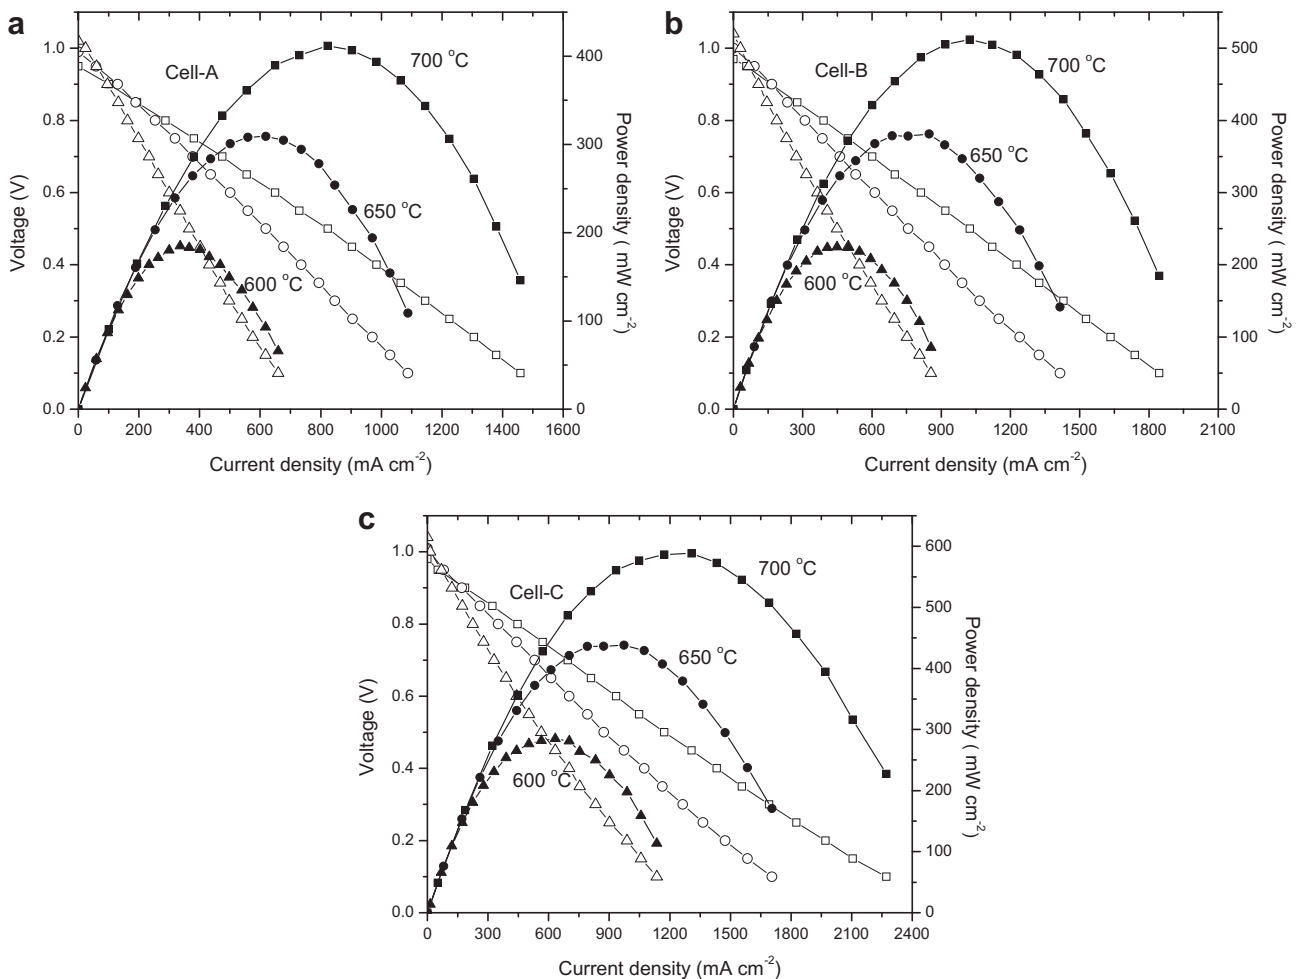 a
Cell-A
700 °C
650 °C
600 °C
1.0
0.8
0.6
0.4
0.2
0.0
Voltage (V)
400
300
200
100
0
Power density ( mW cm-2)
0 200 400 600 800 1000 1200 1400 1600
Current density (mA cm-2)
b
Cell-B
700 °C
650 °C
600 °C
1.0
0.8
0.6
0.4
0.2
0.0
Voltage (V)
500
400
300
200
100
0
Power density ( mW cm-2)
0 300 600 900 1200 1500 1800 2100
Current density (mA cm-2)
c
Cell-C
700 °C
650 °C
600 °C
1.0
0.8
0.6
0.4
0.2
0.0
Voltage (V)
600
500
400
300
200
100
0
Power density ( mW cm-2)
0 300 600 900 1200 1500 1800 2100 2400
Current density (mA cm-2)